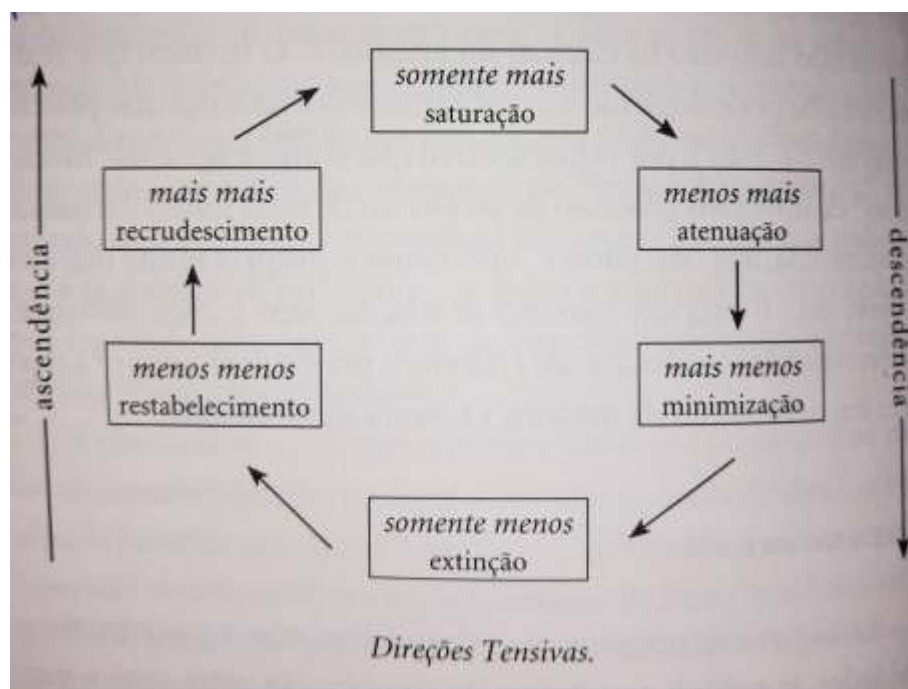 somente mais
saturação
mais mais
recrudescimento
menos mais
atenuação
ascendência
descendência
menos menos
restabelecimento
mais menos
minimização
somente menos
extinção
Direções Tensivas.